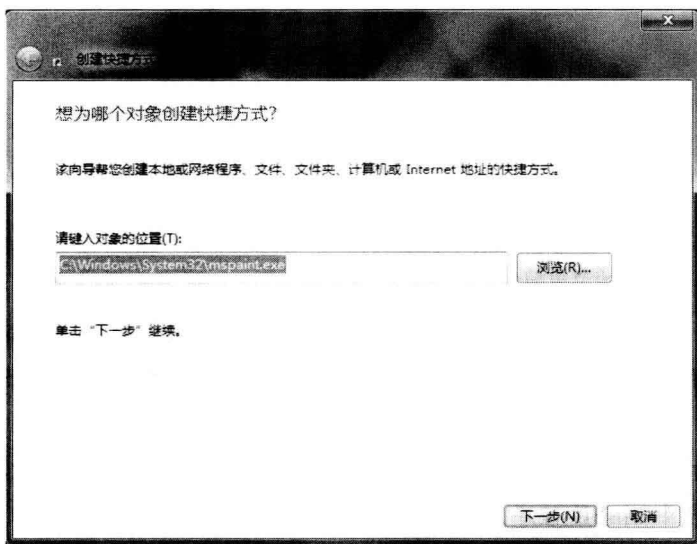 创建快捷方式
想为哪个对象创建快捷方式?
该向导帮您创建本地或网络程序、文件、文件夹、计算机或 Internet 地址的快捷方式。
请键入对象的位置(T):
C:\Windows\System32\mspaint.exe
浏览(R)...
单击“下一步”继续。
下一步(N)
取消